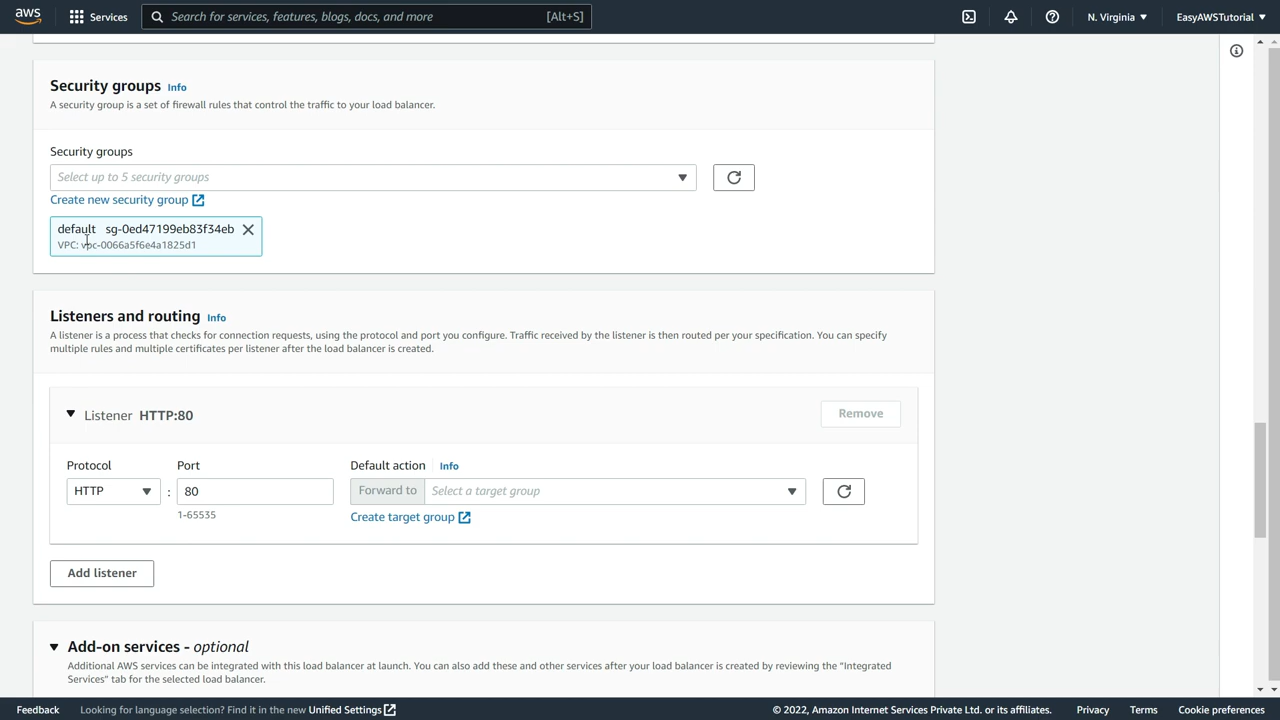 aws Services Search for services, features, blogs, docs, and more [Alt+S] N. Virginia EasyAWSTutorial
Security groups Info
A security group is a set of firewall rules that control the traffic to your load balancer.
Security groups
Select up to 5 security groups
Create new security group
default sg-0ed47199eb83f34eb
VPC: vpc-0066a5f6e4a1825d1
Listeners and routing Info
A listener is a process that checks for connection requests, using the protocol and port you configure. Traffic received by the listener is then routed per your specification. You can specify
multiple rules and multiple certificates per listener after the load balancer is created.
Listener HTTP:80 Remove
Protocol Port Default action Info
HTTP : 80 Forward to Select a target group
1-65535 Create target group
Add listener
Add-on services - optional
Additional AWS services can be integrated with this load balancer at launch. You can also add these and other services after your load balancer is created by reviewing the “Integrated
Services” tab for the selected load balancer.
Feedback Looking for language selection? Find it in the new Unified Settings © 2022, Amazon Internet Services Private Ltd. or its affiliates. Privacy Terms Cookie preferences